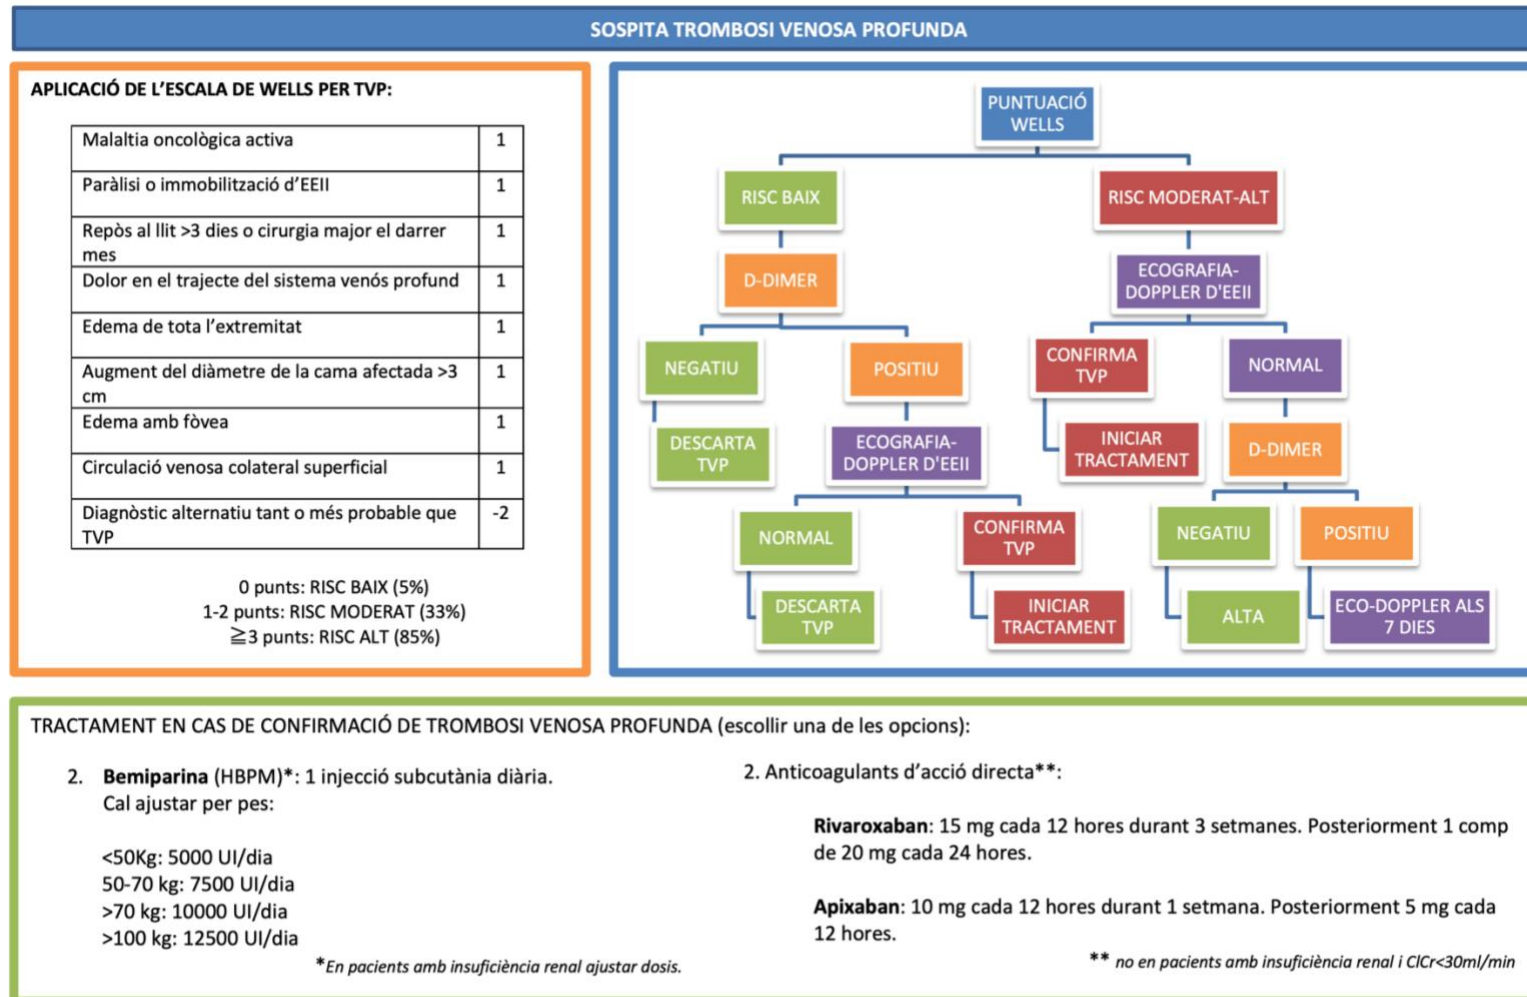 SOSPITA TROMBOSI VENOSA PROFUNDA
APLICACIÓ DE L'ESCALA DE WELLS PER TVP:
Malaltia oncològica activa 1
Paràlisi o immobilització d'EEII 1
Repòs al llit >3 dies o cirurgia major el darrer 1
mes
Dolor en el trajecte del sistema venós profund 1
Edema de tota l'extremitat 1
Augment del diàmetre de la cama afectada >3 1
cm
Edema amb fòvea 1
Circulació venosa colateral superficial 1
Diagnòstic alternatiu tant o més probable que -2
TVP
0 punts: RISC BAIX (5%)
1-2 punts: RISC MODERAT (33%)
≧3 punts: RISC ALT (85%)
PUNTUACIÓ
WELLS
RISC BAIX
RISC MODERAT-ALT
D-DIMER
ECOGRAFIA-
DOPPLER D'EEII
NEGATIU
POSITIU
CONFIRMA
TVP
NORMAL
DESCARTA
TVP
ECOGRAFIA-
DOPPLER D'EEII
INICIAR
TRACTAMENT
D-DIMER
NORMAL
CONFIRMA
TVP
NEGATIU
POSITIU
DESCARTA
TVP
INICIAR
TRACTAMENT
ALTA
ECO-DOPPLER ALS
7 DIES
TRACTAMENT EN CAS DE CONFIRMACIÓ DE TROMBOSI VENOSA PROFUNDA (escollir una de les opcions):
2. Bemiparina (HBPM)*: 1 injecció subcutània diària.
Cal ajustar per pes:
<50Kg: 5000 UI/dia
50-70 kg: 7500 UI/dia
>70 kg: 10000 UI/dia
>100 kg: 12500 UI/dia
*En pacients amb insuficiència renal ajustar dosis.
2. Anticoagulants d'acció directa**:
Rivaroxaban: 15 mg cada 12 hores durant 3 setmanes. Posteriorment 1 comp
de 20 mg cada 24 hores.
Apixaban: 10 mg cada 12 hores durant 1 setmana. Posteriorment 5 mg cada
12 hores.
** no en pacients amb insuficiència renal i ClCr<30ml/min